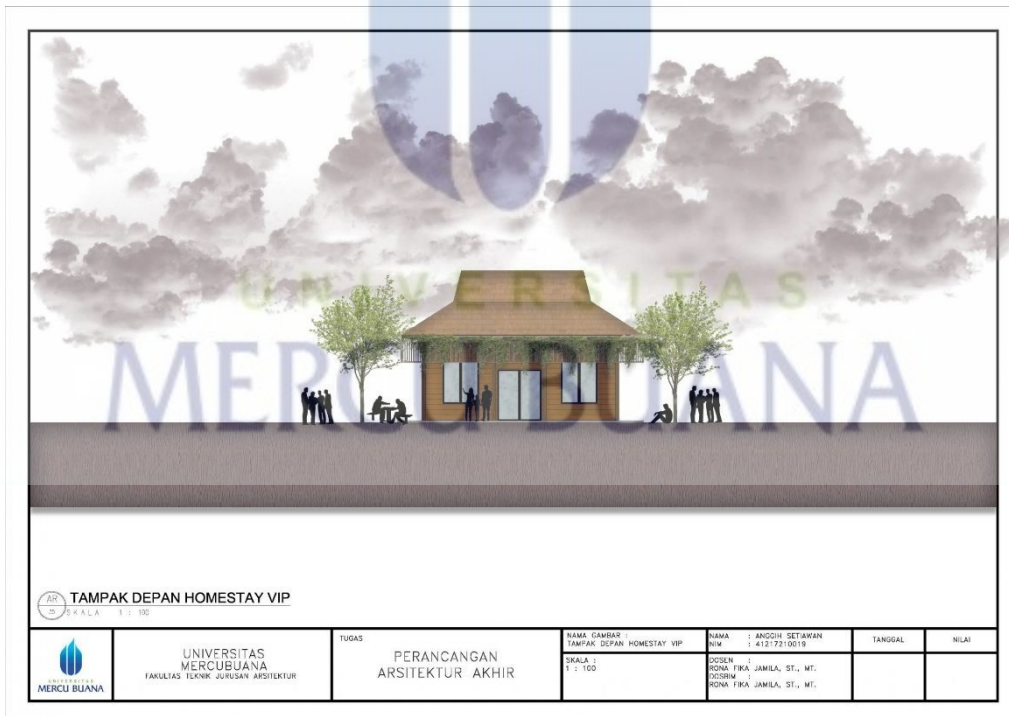 UNIVERSITAS
MERCU BUANA
AR
35
TAMPAK DEPAN HOMESTAY VIP
SKALA 1 : 100
UNIVERSITAS
MERCU BUANA
UNIVERSITAS
MERCUBUANA
FAKULTAS TEKNIK JURUSAN ARSITEKTUR
TUGAS
PERANCANGAN
ARSITEKTUR AKHIR
NAMA GAMBAR :
TAMPAK DEPAN HOMESTAY VIP
SKALA :
1 : 100
NAMA : ANGGIH SETIAWAN
NIM : 41217210019
DOSEN :
RONA FIKA JAMILA, ST., MT.
DOSBIM :
RONA FIKA JAMILA, ST., MT.
TANGGAL
NILAI